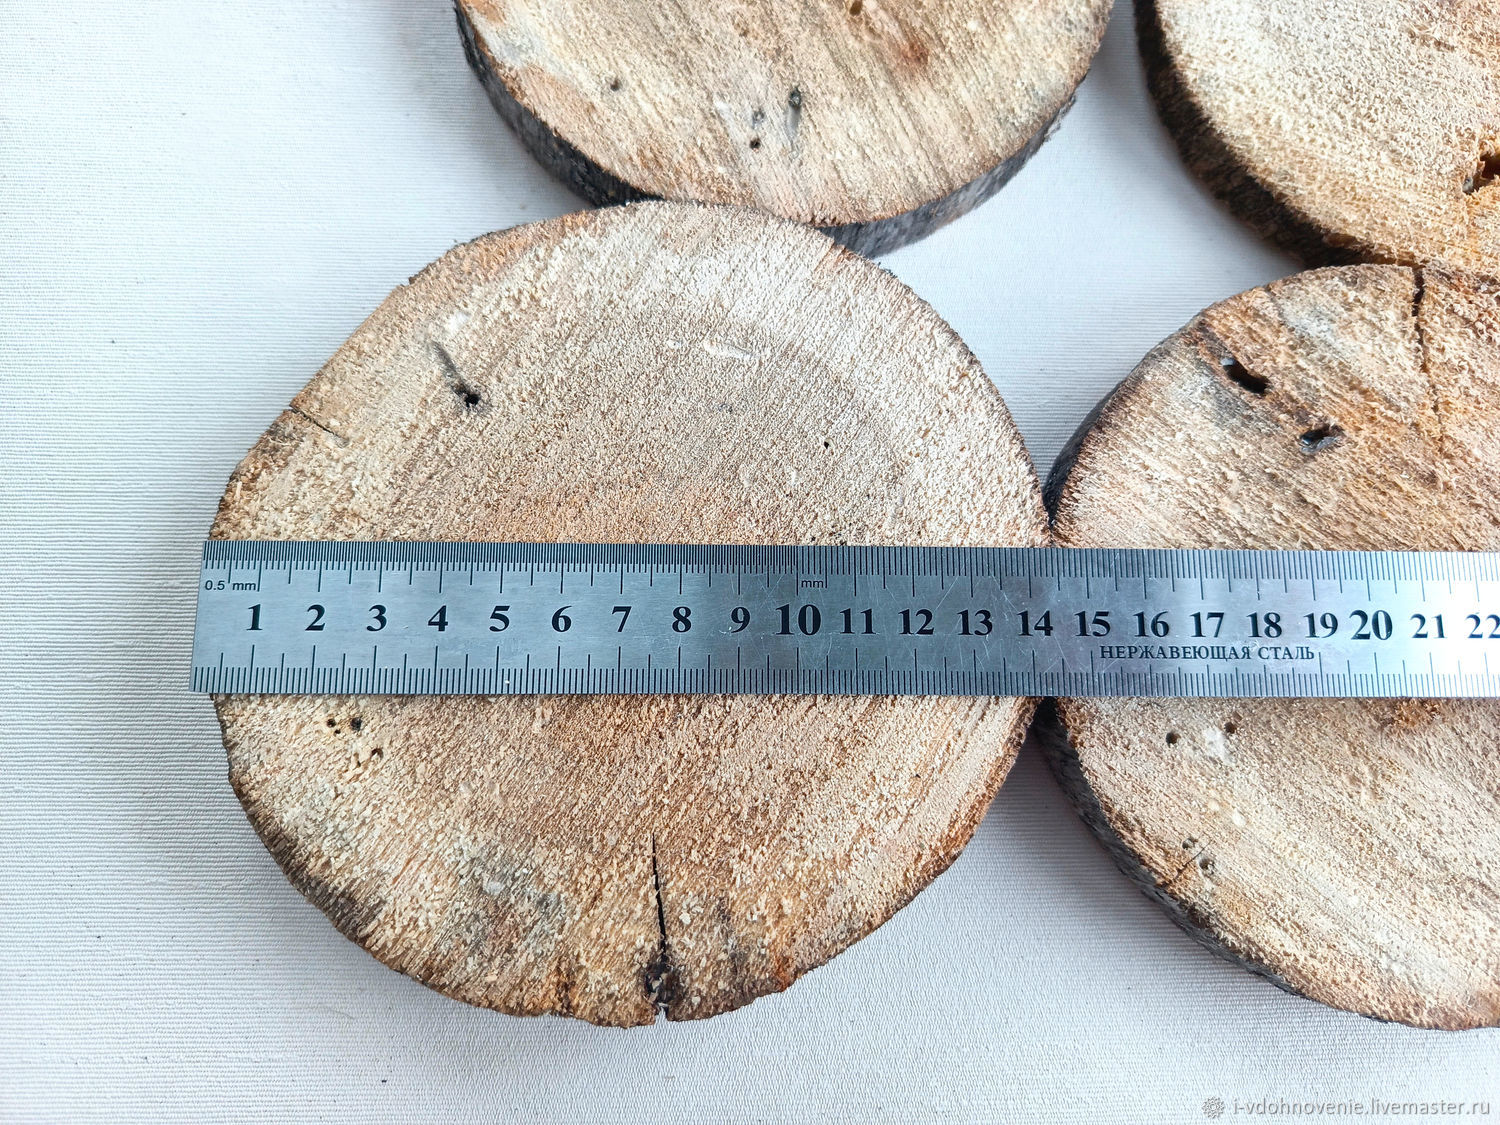 0.5 mm
mm
1 2 3 4 5 6 7 8 9 10 11 12 13 14 15 16 17 18 19 20 21 22
НЕРЖАВЕЮЩАЯ СТАЛЬ
i-vdohnovenie.livemaster.ru